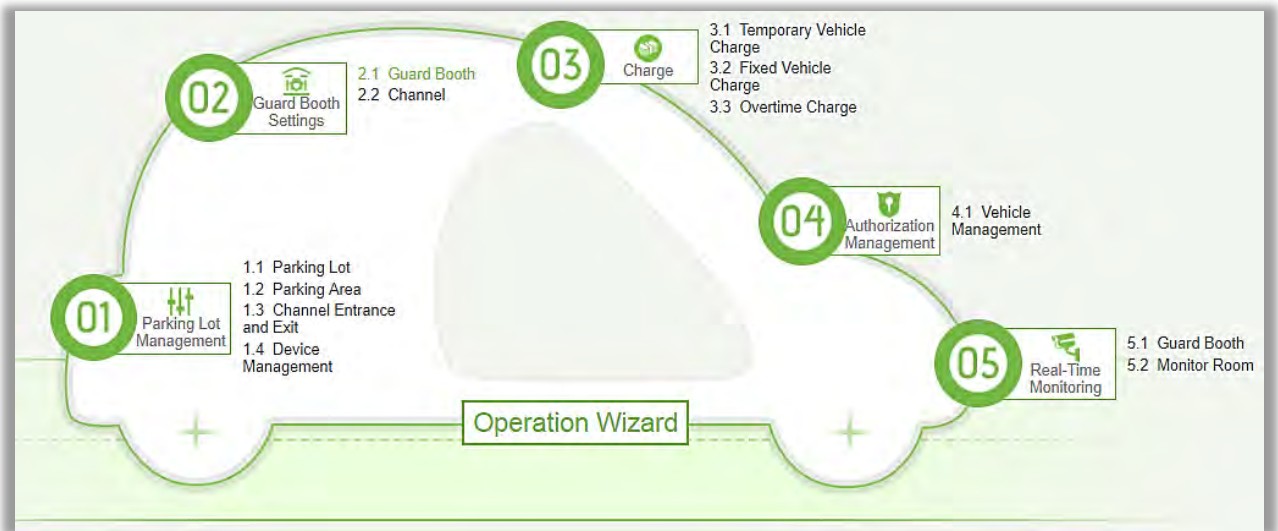 01
Parking Lot
Management
1.1 Parking Lot
1.2 Parking Area
1.3 Channel Entrance
and Exit
1.4 Device
Management
02
Guard Booth
Settings
2.1 Guard Booth
2.2 Channel
03
Charge
3.1 Temporary Vehicle
Charge
3.2 Fixed Vehicle
Charge
3.3 Overtime Charge
04
Authorization
Management
4.1 Vehicle
Management
05
Real-Time
Monitoring
5.1 Guard Booth
5.2 Monitor Room
Operation Wizard